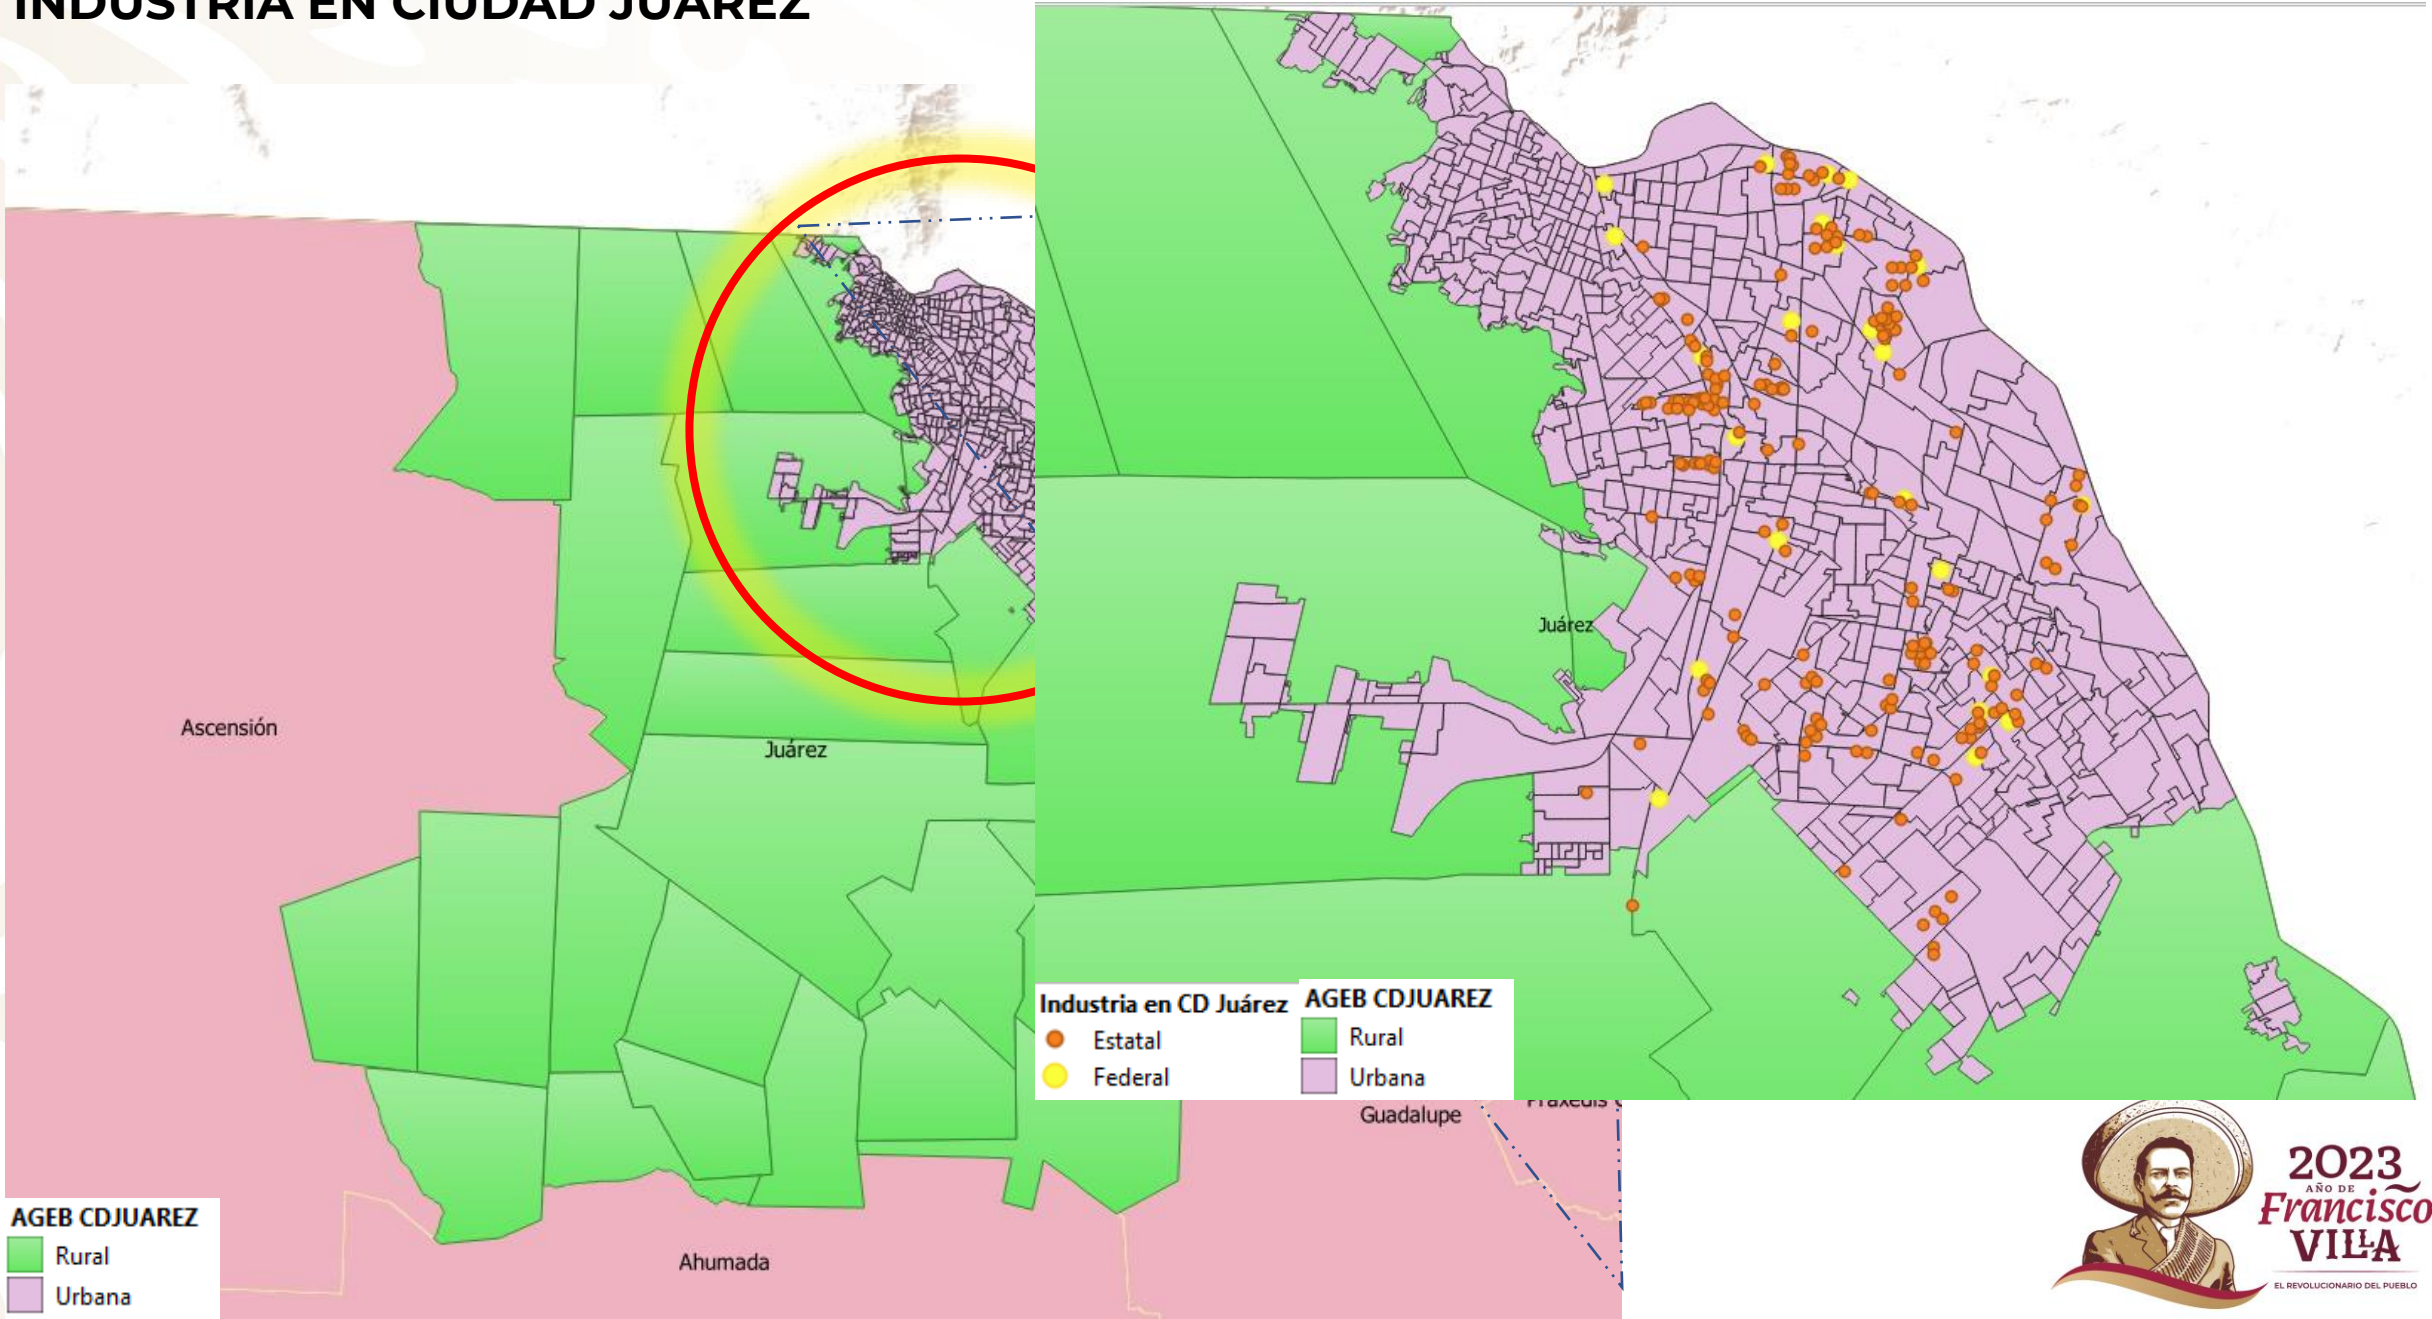 INDUSTRIA EN CIUDAD JUÁREZ
Ascensión
Juárez
Juárez
Guadalupe
Ahumada
AGEB CDJUAREZ
Rural
Urbana
Industria en CD Juárez
Estatal
Federal
AGEB CDJUAREZ
Rural
Urbana
2023
AÑO DE
Francisco
VILLA
EL REVOLUCIONARIO DEL PUEBLO